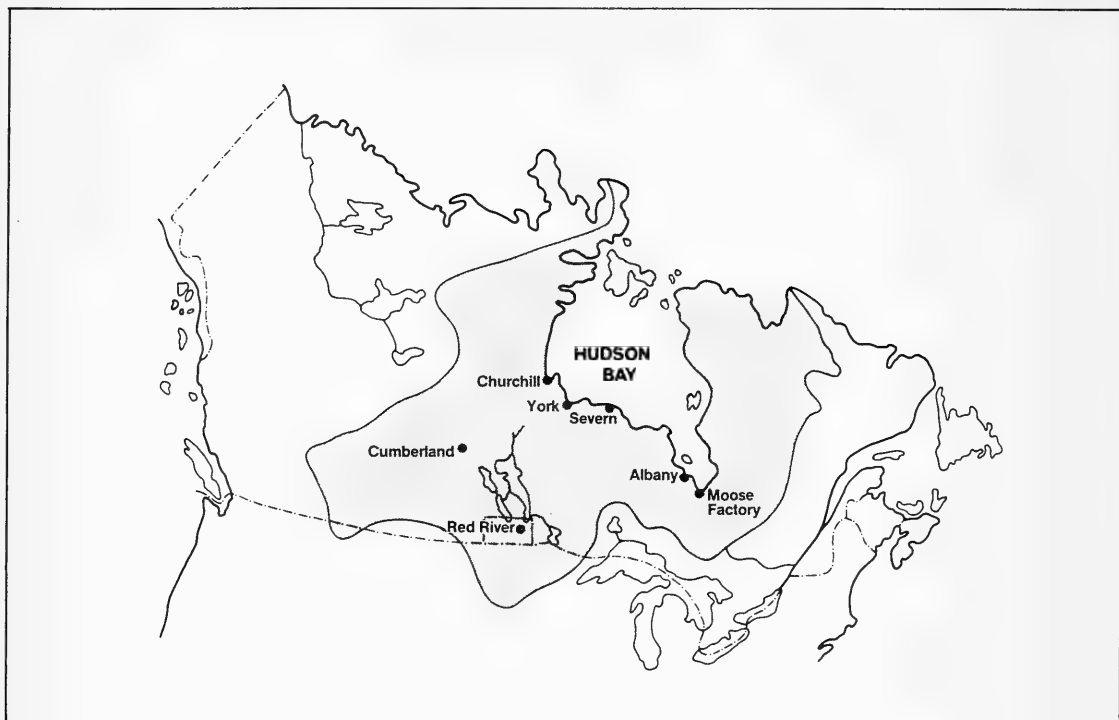 HUDSON
BAY
Churchill
York
Severn
Cumberland
Albany
Moose
Factory
Red River